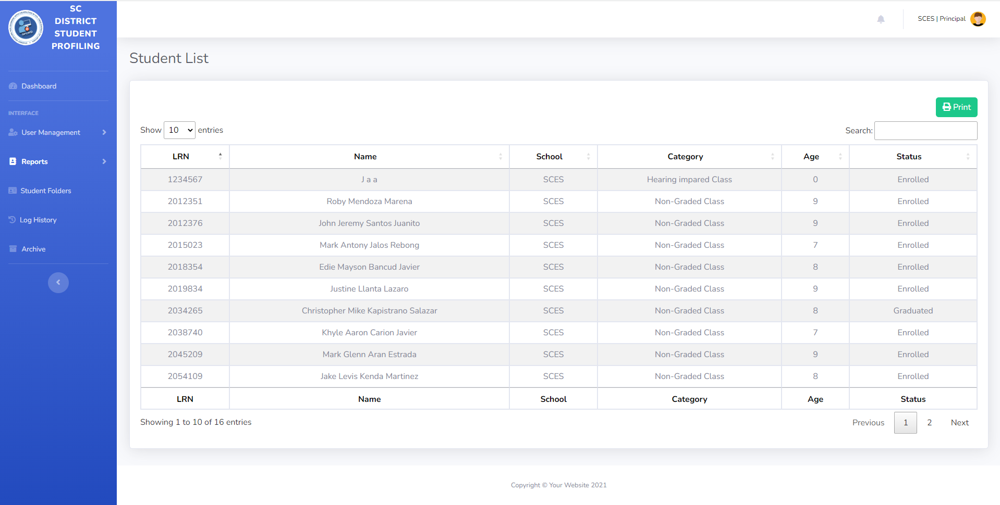 SC
DISTRICT
STUDENT
PROFILING
SCES | Principal
Dashboard
INTERFACE
User Management
Reports
Student Folders
Log History
Archive
Student List
Print
Show 10 entries
Search:
LRN Name School Category Age Status
1234567 J a a SCES Hearing impared Class 0 Enrolled
2012351 Roby Mendoza Marena SCES Non-Graded Class 9 Enrolled
2012376 John Jeremy Santos Juanito SCES Non-Graded Class 9 Enrolled
2015023 Mark Antony Jalos Rebong SCES Non-Graded Class 7 Enrolled
2018354 Edie Mayson Bancud Javier SCES Non-Graded Class 8 Enrolled
2019834 Justine Llanta Lazaro SCES Non-Graded Class 9 Enrolled
2034265 Christopher Mike Kapistrano Salazar SCES Non-Graded Class 8 Graduated
2038740 Khyle Aaron Carion Javier SCES Non-Graded Class 7 Enrolled
2045209 Mark Glenn Aran Estrada SCES Non-Graded Class 9 Enrolled
2054109 Jake Levis Kenda Martinez SCES Non-Graded Class 8 Enrolled
LRN Name School Category Age Status
Showing 1 to 10 of 16 entries
Previous 1 2 Next
Copyright © Your Website 2021